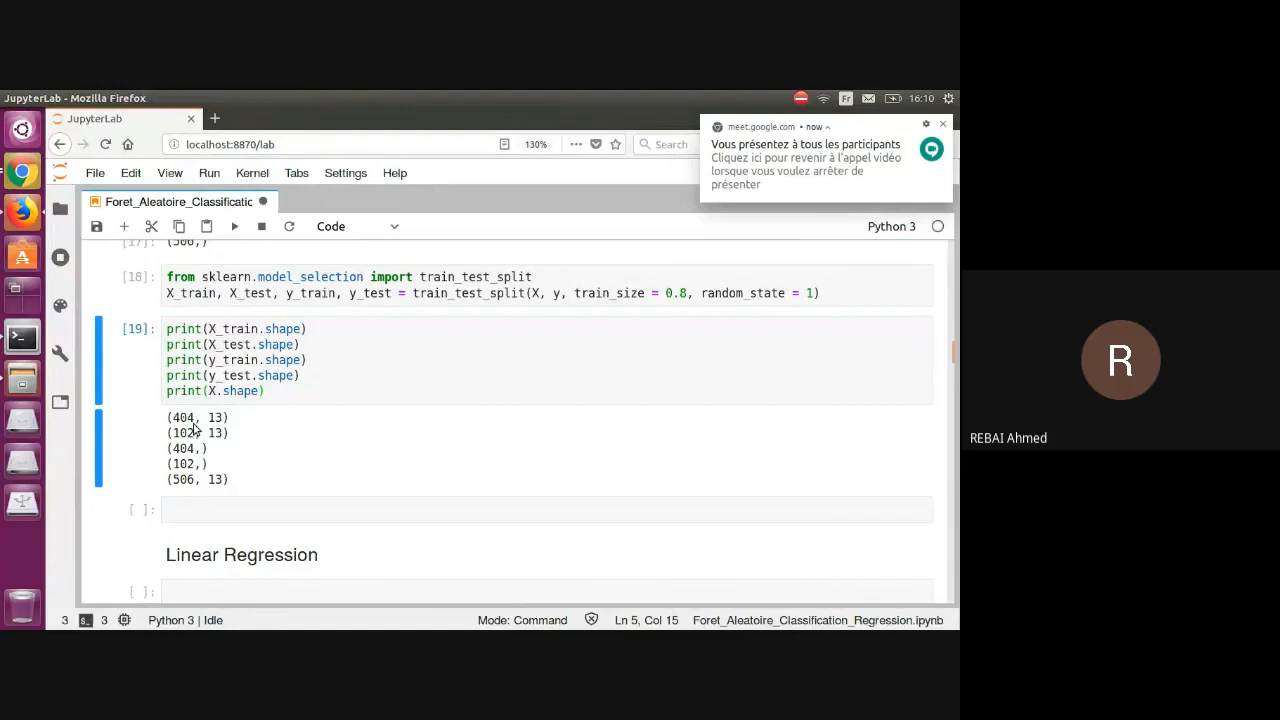 JupyterLab - Mozilla Firefox
Fr
16:10
JupyterLab
localhost:8870/lab
130%
Search
meet.google.com • now
Vous présentez à tous les participants
Cliquez ici pour revenir à l'appel vidéo
lorsque vous voulez arrêter de
présenter
File Edit View Run Kernel Tabs Settings Help
Foret_Aleatoire_Classificatio
Code
Python 3
[17]: (506,)
[18]: from sklearn.model_selection import train_test_split
X_train, X_test, y_train, y_test = train_test_split(X, y, train_size = 0.8, random_state = 1)
[19]: print(X_train.shape)
print(X_test.shape)
print(y_train.shape)
print(y_test.shape)
print(X.shape)
(404, 13)
(102, 13)
(404,)
(102,)
(506, 13)
[ ]:
Linear Regression
[ ]:
3 3 Python 3 | Idle Mode: Command Ln 5, Col 15 Foret_Aleatoire_Classification_Regression.ipynb
R
REBAI Ahmed